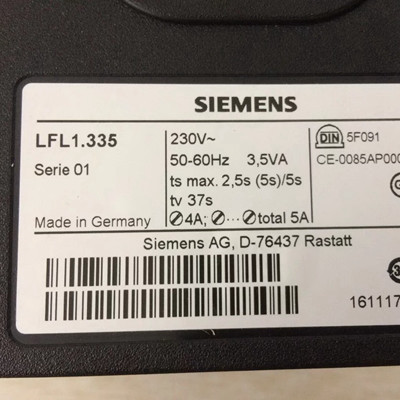 SIEMENS
LFL1.335
Serie 01
Made in Germany
230V~
50-60Hz 3,5VA
ts max. 2,5s (5s)/5s
tv 37s
⊘4A; ⊘···⊘total 5A
DIN 5F091
CE-0085AP000
Siemens AG, D-76437 Rastatt
161117